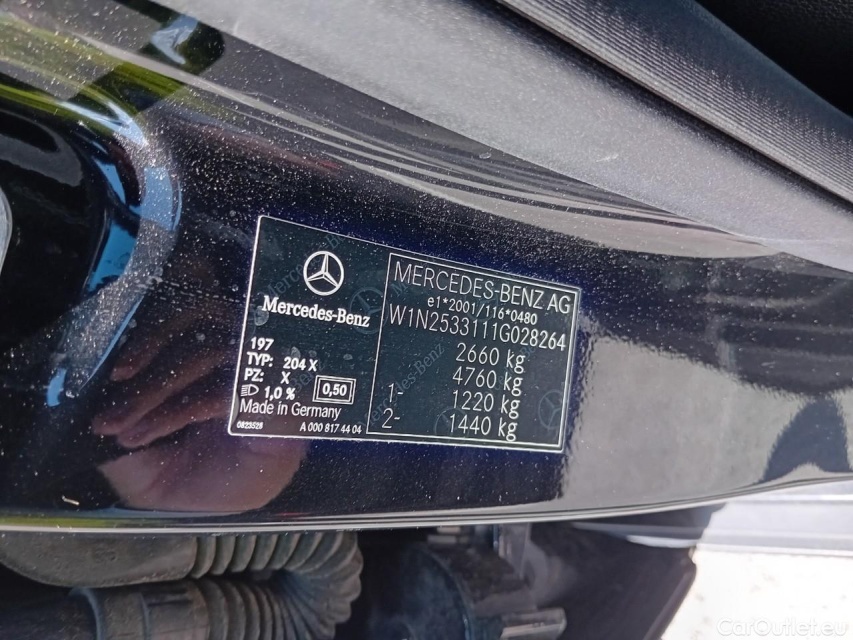 Mercedes-Benz
197
TYP: 204 X
PZ: X
1,0 % 0,50
Made in Germany
0823528 A 000 817 44 04
MERCEDES-BENZ AG
e1*2001/116*0480
W1N2533111G028264
2660 kg
4760 kg
1- 1220 kg
2- 1440 kg
CarOutlet.eu